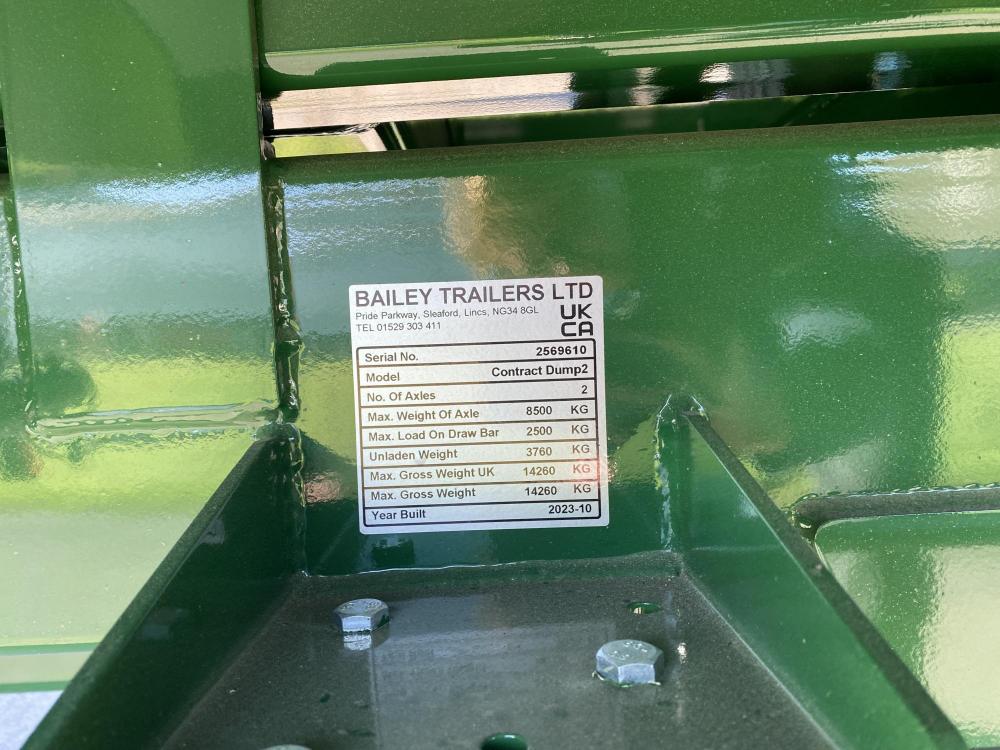 BAILEY TRAILERS LTD
Pride Parkway, Sleaford, Lincs, NG34 8GL
TEL 01529 303 411
UK
CA
Serial No. 2569610
Model Contract Dump2
No. Of Axles 2
Max. Weight Of Axle 8500 KG
Max. Load On Draw Bar 2500 KG
Unladen Weight 3760 KG
Max. Gross Weight UK 14260 KG
Max. Gross Weight 14260 KG
Year Built 2023-10